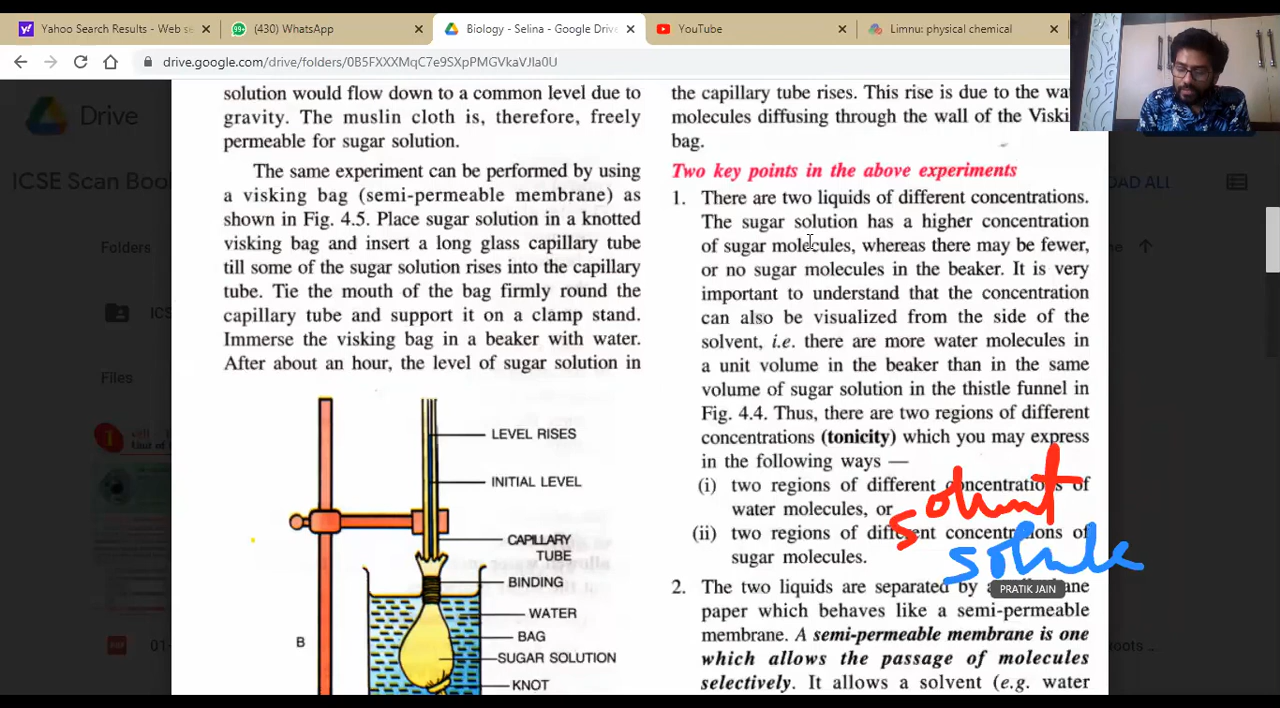 Yahoo Search Results - Web se
(430) WhatsApp
Biology - Selina - Google Drive
YouTube
Limnu: physical chemical
drive.google.com/drive/folders/0B5FXXXMqC7e9SXpPMGVkaVJla0U
Drive
ICSE Scan Boo
Folders
ICS
Files
01-
OAD ALL
me
roots
solution would flow down to a common level due to
gravity. The muslin cloth is, therefore, freely
permeable for sugar solution.
The same experiment can be performed by using
a visking bag (semi-permeable membrane) as
shown in Fig. 4.5. Place sugar solution in a knotted
visking bag and insert a long glass capillary tube
till some of the sugar solution rises into the capillary
tube. Tie the mouth of the bag firmly round the
capillary tube and support it on a clamp stand.
Immerse the visking bag in a beaker with water.
After about an hour, the level of sugar solution in
LEVEL RISES
INITIAL LEVEL
CAPILLARY
TUBE
BINDING
WATER
B
BAG
SUGAR SOLUTION
KNOT
the capillary tube rises. This rise is due to the wa
molecules diffusing through the wall of the Viski
bag.
Two key points in the above experiments
1. There are two liquids of different concentrations.
The sugar solution has a higher concentration
of sugar molecules, whereas there may be fewer,
or no sugar molecules in the beaker. It is very
important to understand that the concentration
can also be visualized from the side of the
solvent, i.e. there are more water molecules in
a unit volume in the beaker than in the same
volume of sugar solution in the thistle funnel in
Fig. 4.4. Thus, there are two regions of different
concentrations (tonicity) which you may express
in the following ways —
(i) two regions of different concentrations of
water molecules, or
solvent
(ii) two regions of different concentrations of
sugar molecules.
solute
2. The two liquids are separated by a
PRATIK JAIN
paper which behaves like a semi-permeable
membrane. A semi-permeable membrane is one
which allows the passage of molecules
selectively. It allows a solvent (e.g. water